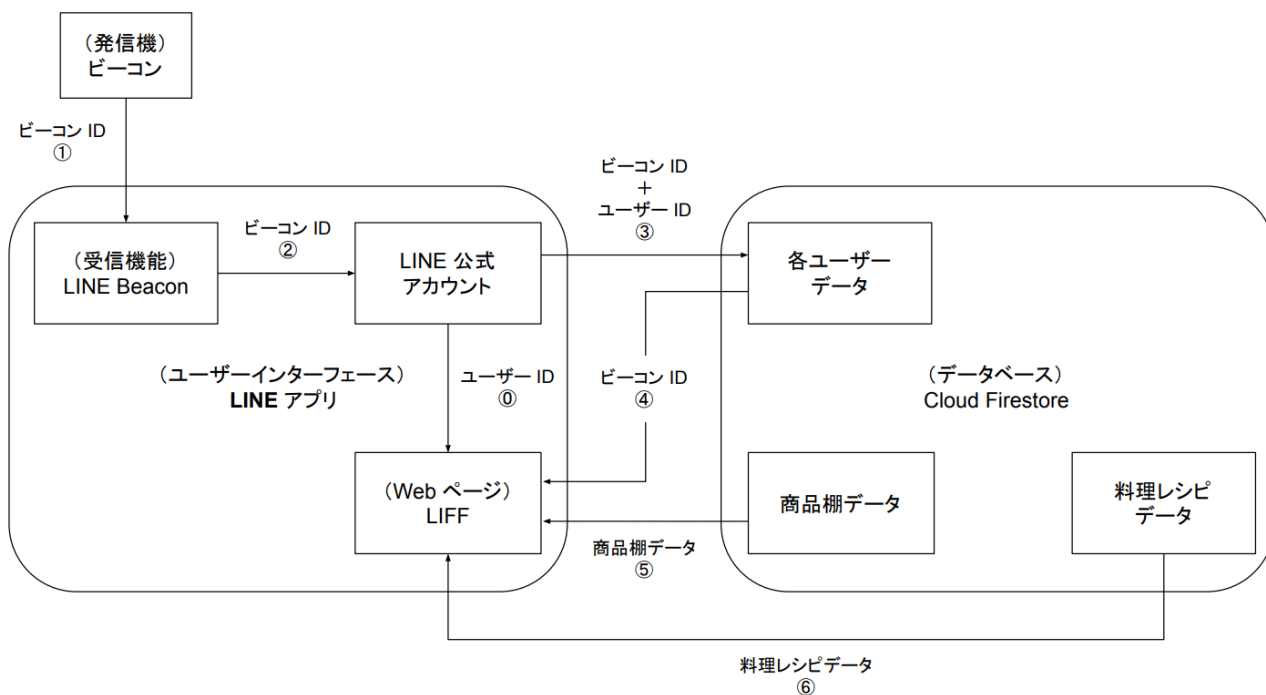 （発信機）
ビーコン
ビーコン ID
①
ビーコン ID
＋
ユーザー ID
③
（受信機能）
LINE Beacon
ビーコン ID
②
LINE 公式
アカウント
各ユーザー
データ
（ユーザーインターフェース）
LINE アプリ
ユーザー ID
⓪
ビーコン ID
④
（データベース）
Cloud Firestore
（Web ページ）
LIFF
商品棚データ
料理レシピ
データ
商品棚データ
⑤
料理レシピデータ
⑥